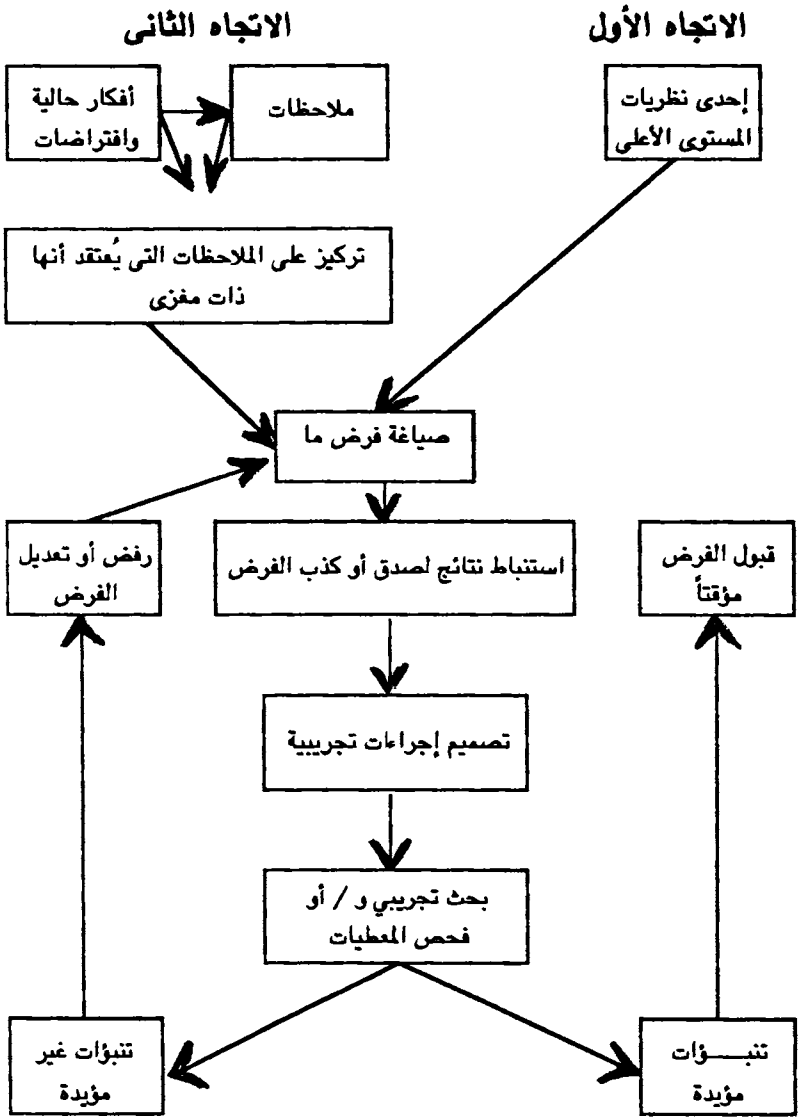 الاتجاه الأول
الاتجاه الثانى
إحدى نظريات
المستوى الأعلى
ملاحظات
أفكار حالية
وافتراضات
تركيز على الملاحظات التى يُعتقد أنها
ذات مغزى
صياغة فرض ما
قبول الفرض
مؤقتاً
استنباط نتائج لصدق أو كذب الفرض
رفض أو تعديل
الفرض
تصميم إجراءات تجريبية
بحث تجريبي و / أو
فحص المعطيات
تنبـــؤات
مؤيدة
تنبؤات غير
مؤيدة